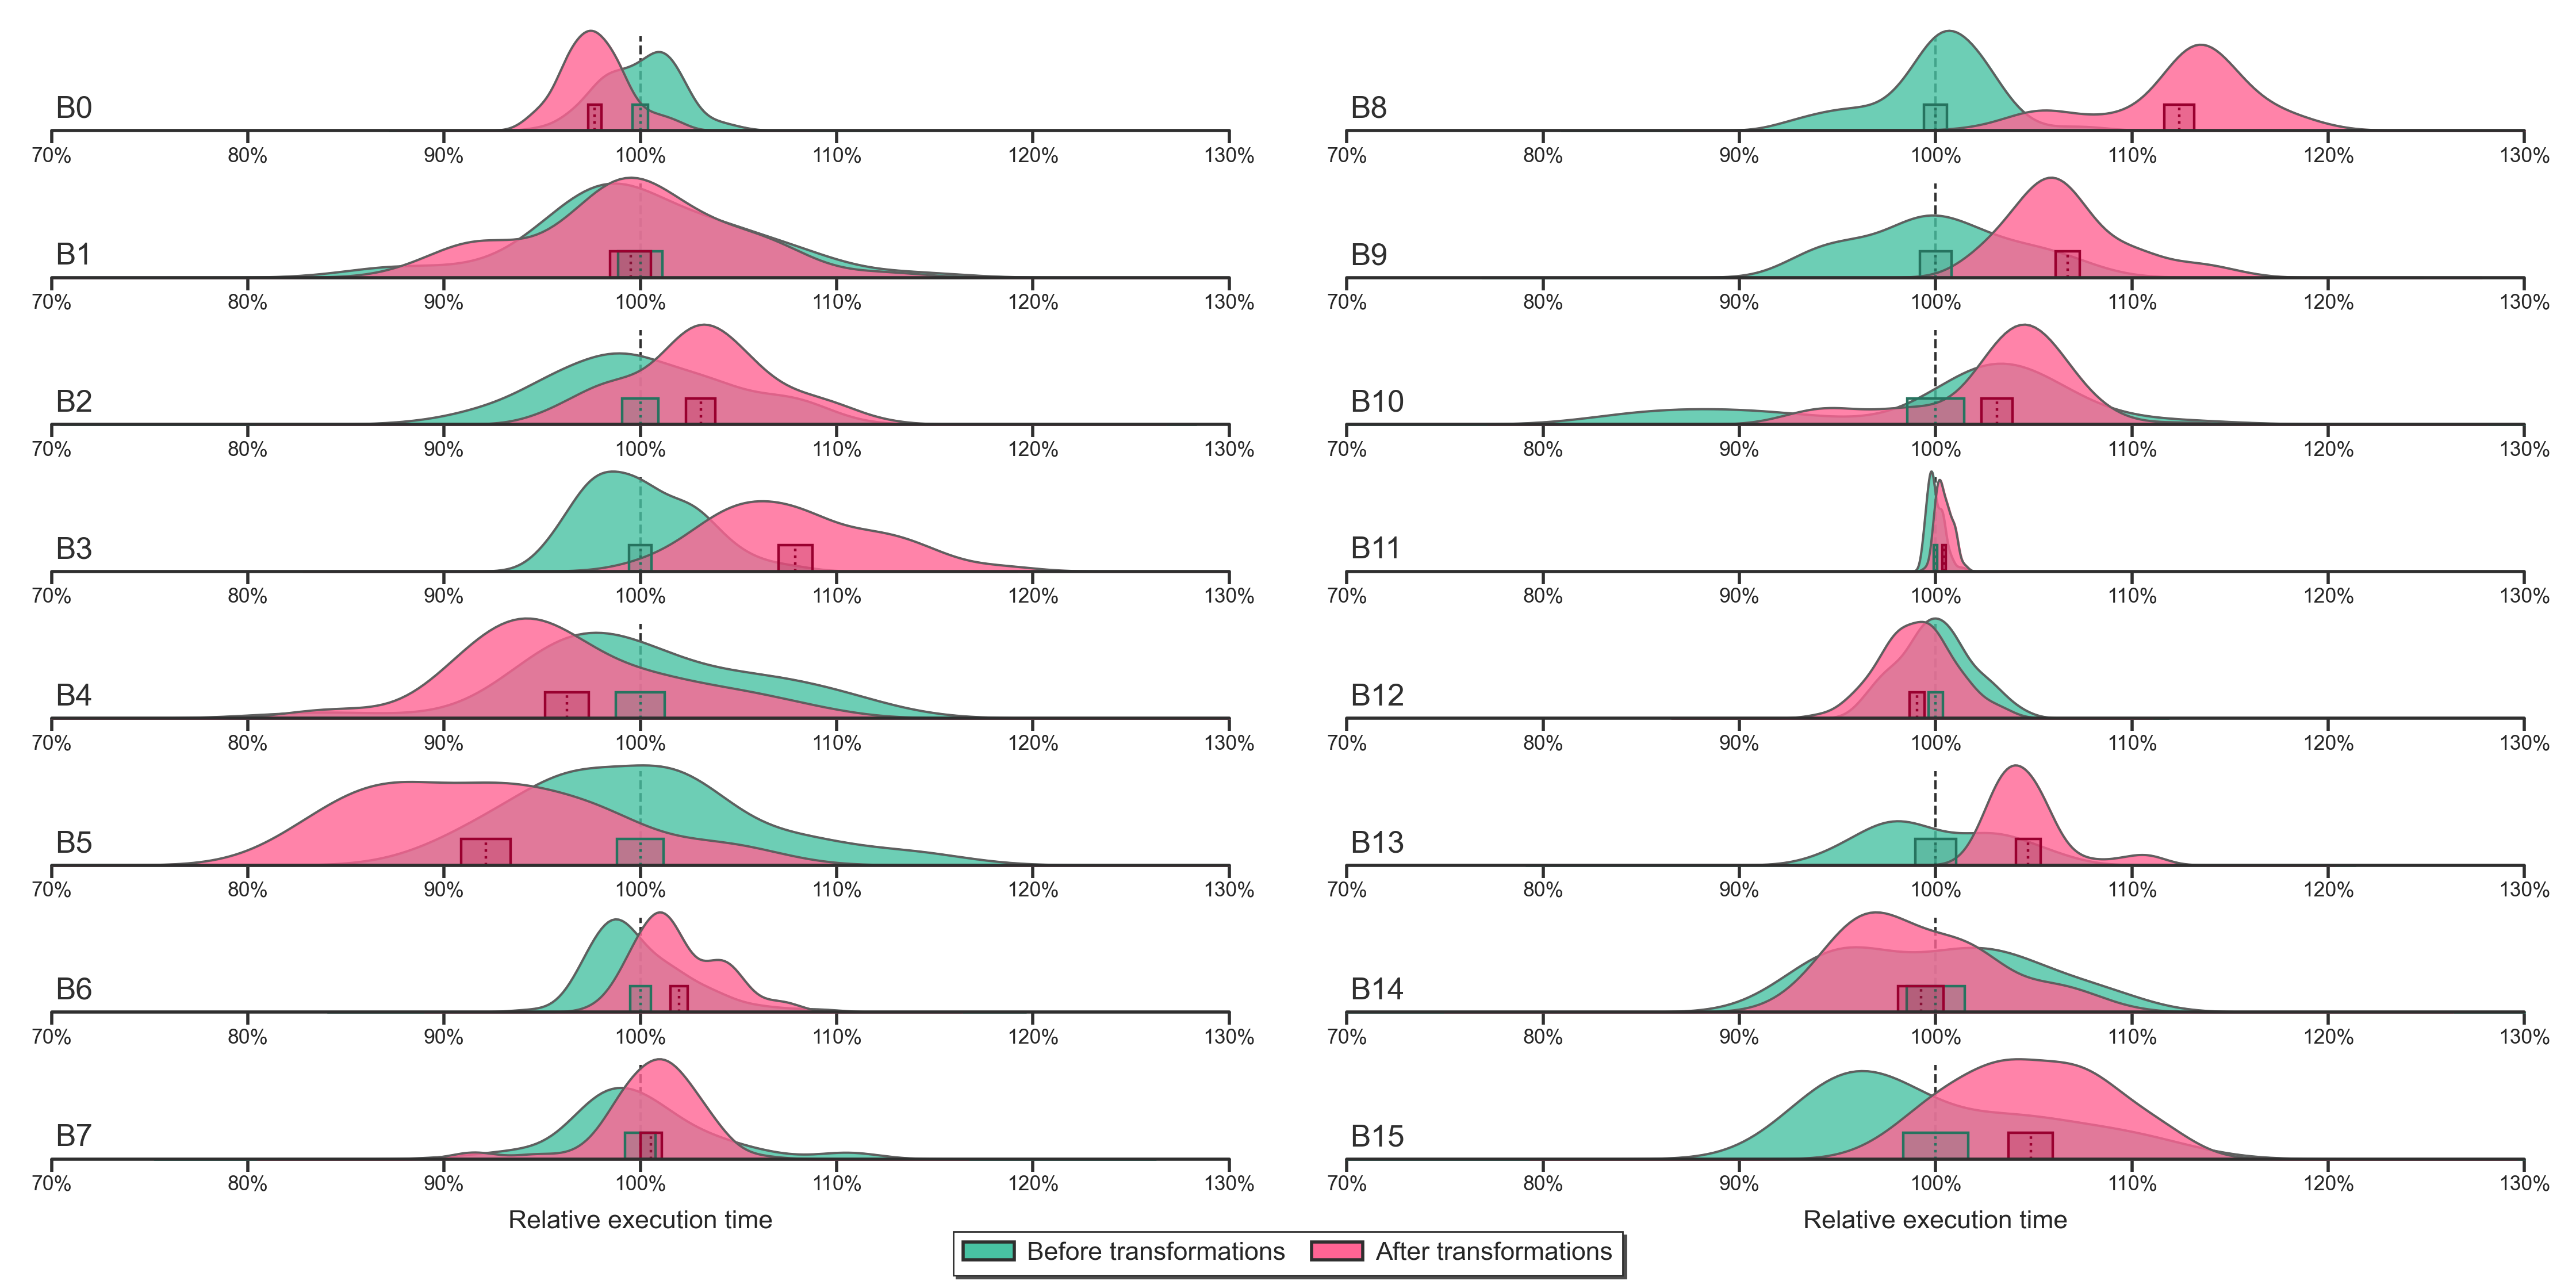 B0
70% 80% 90% 100% 110% 120% 130%
B1
70% 80% 90% 100% 110% 120% 130%
B2
70% 80% 90% 100% 110% 120% 130%
B3
70% 80% 90% 100% 110% 120% 130%
B4
70% 80% 90% 100% 110% 120% 130%
B5
70% 80% 90% 100% 110% 120% 130%
B6
70% 80% 90% 100% 110% 120% 130%
B7
70% 80% 90% 100% 110% 120% 130%
Relative execution time
B8
70% 80% 90% 100% 110% 120% 130%
B9
70% 80% 90% 100% 110% 120% 130%
B10
70% 80% 90% 100% 110% 120% 130%
B11
70% 80% 90% 100% 110% 120% 130%
B12
70% 80% 90% 100% 110% 120% 130%
B13
70% 80% 90% 100% 110% 120% 130%
B14
70% 80% 90% 100% 110% 120% 130%
B15
70% 80% 90% 100% 110% 120% 130%
Relative execution time
Before transformations After transformations